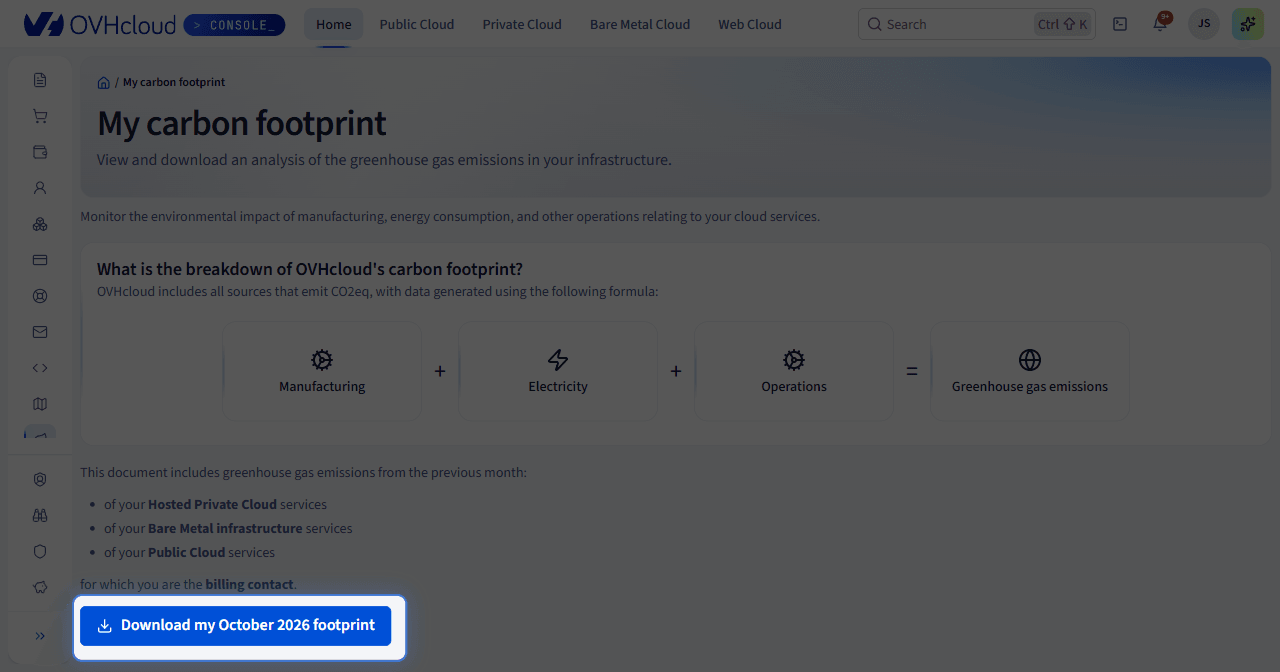 OVHcloud > CONSOLE_ Home Public Cloud Private Cloud Bare Metal Cloud Web Cloud Search Ctrl K 9+ JS
/ My carbon footprint
My carbon footprint
View and download an analysis of the greenhouse gas emissions in your infrastructure.
Monitor the environmental impact of manufacturing, energy consumption, and other operations relating to your cloud services.
What is the breakdown of OVHcloud's carbon footprint?
OVHcloud includes all sources that emit CO2eq, with data generated using the following formula:
Manufacturing + Electricity + Operations = Greenhouse gas emissions
This document includes greenhouse gas emissions from the previous month:
• of your Hosted Private Cloud services
• of your Bare Metal infrastructure services
• of your Public Cloud services
for which you are the billing contact.
Download my October 2026 footprint